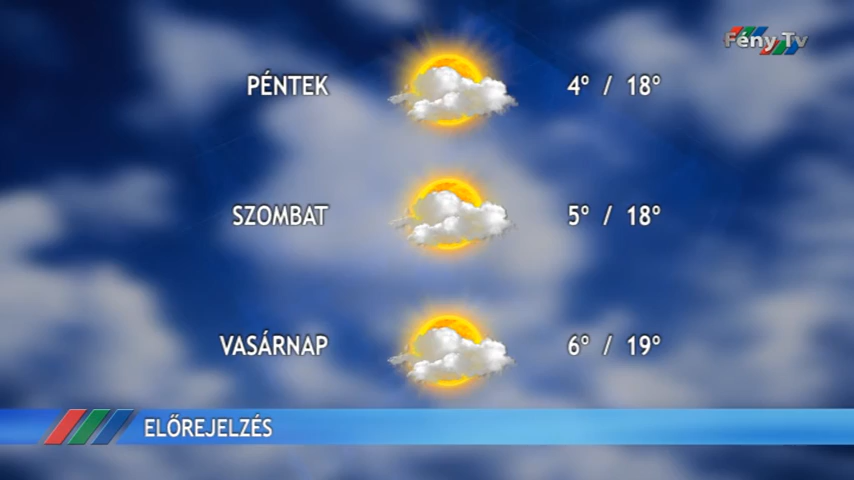 Fény Tv
PÉNTEK 4° / 18°
SZOMBAT 5° / 18°
VASÁRNAP 6° / 19°
ELŐREJELZÉS